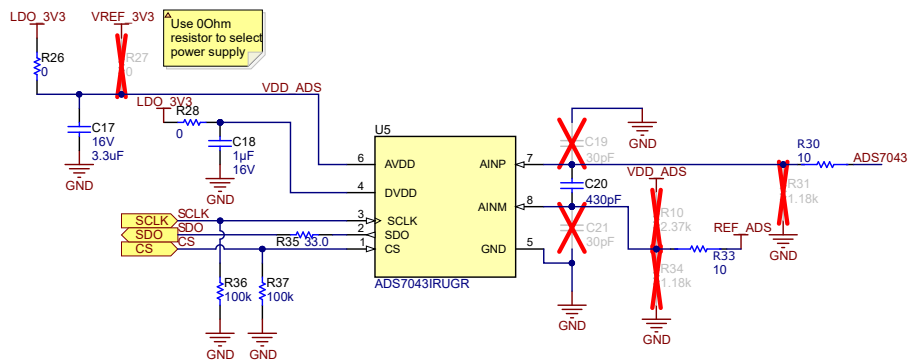 LDO_3V3
VREF_3V3
Use 0Ohm
resistor to select
power supply
R26
0
R27
0
VDD_ADS
LDO_3V3
R28
0
C17
16V
3.3uF
GND
C18
1µF
16V
GND
U5
6
AVDD
4
DVDD
3
SCLK
2
SDO
1
CS
AINP
7
AINM
8
GND
5
ADS7043IRUGR
SCLK
SCLK
SDO
SDO
CS
CS
R35
33.0
R36
100k
R37
100k
GND
GND
C19
30pF
GND
C20
430pF
C21
30pF
GND
VDD_ADS
R10
2.37k
R34
1.18k
GND
REF_ADS
R33
10
R30
10
ADS7043
R31
1.18k
GND